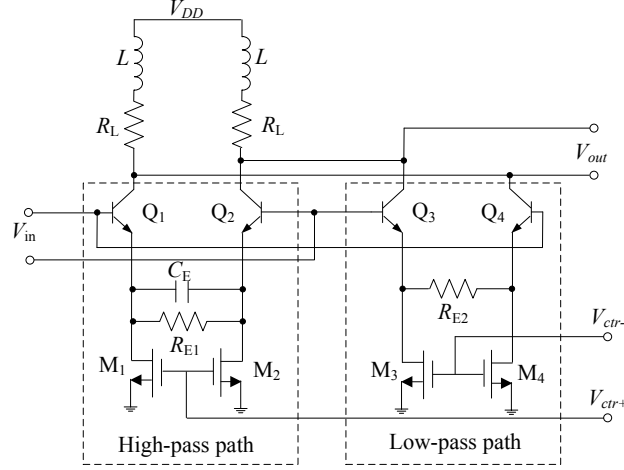 V_DD
L L
R_L R_L
V_out
Q_1 Q_2 Q_3 Q_4
V_in
C_E
R_E1 R_E2
V_ctr-
M_1 M_2 M_3 M_4
V_ctr+
High-pass path Low-pass path